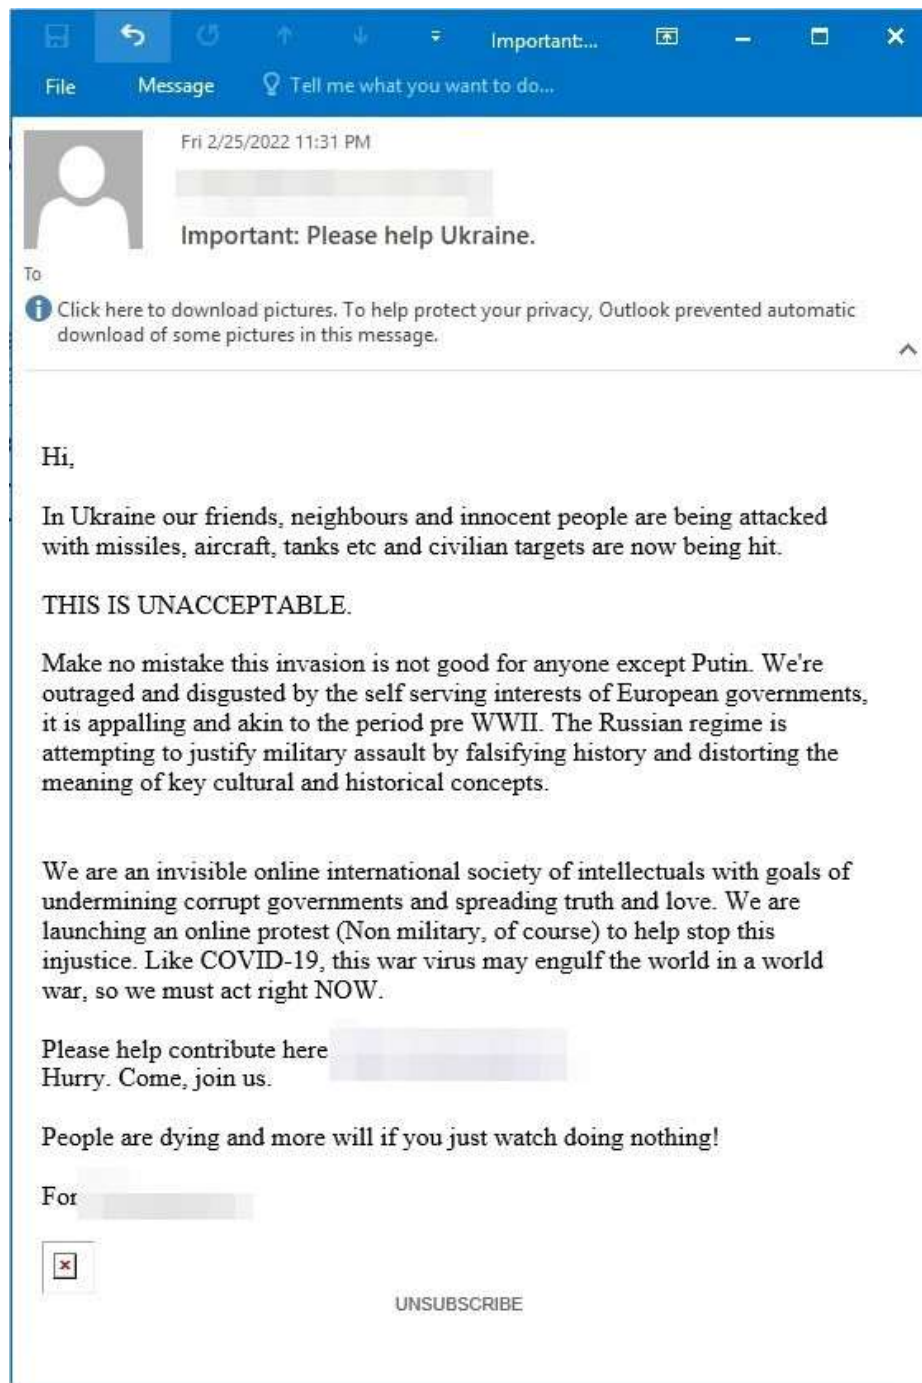 Important:...
File Message Tell me what you want to do...
Fri 2/25/2022 11:31 PM
Important: Please help Ukraine.
To
Click here to download pictures. To help protect your privacy, Outlook prevented automatic
download of some pictures in this message.
Hi,
In Ukraine our friends, neighbours and innocent people are being attacked
with missiles, aircraft, tanks etc and civilian targets are now being hit.
THIS IS UNACCEPTABLE.
Make no mistake this invasion is not good for anyone except Putin. We're
outraged and disgusted by the self serving interests of European governments,
it is appalling and akin to the period pre WWII. The Russian regime is
attempting to justify military assault by falsifying history and distorting the
meaning of key cultural and historical concepts.
We are an invisible online international society of intellectuals with goals of
undermining corrupt governments and spreading truth and love. We are
launching an online protest (Non military, of course) to help stop this
injustice. Like COVID-19, this war virus may engulf the world in a world
war, so we must act right NOW.
Please help contribute here
Hurry. Come, join us.
People are dying and more will if you just watch doing nothing!
For
UNSUBSCRIBE